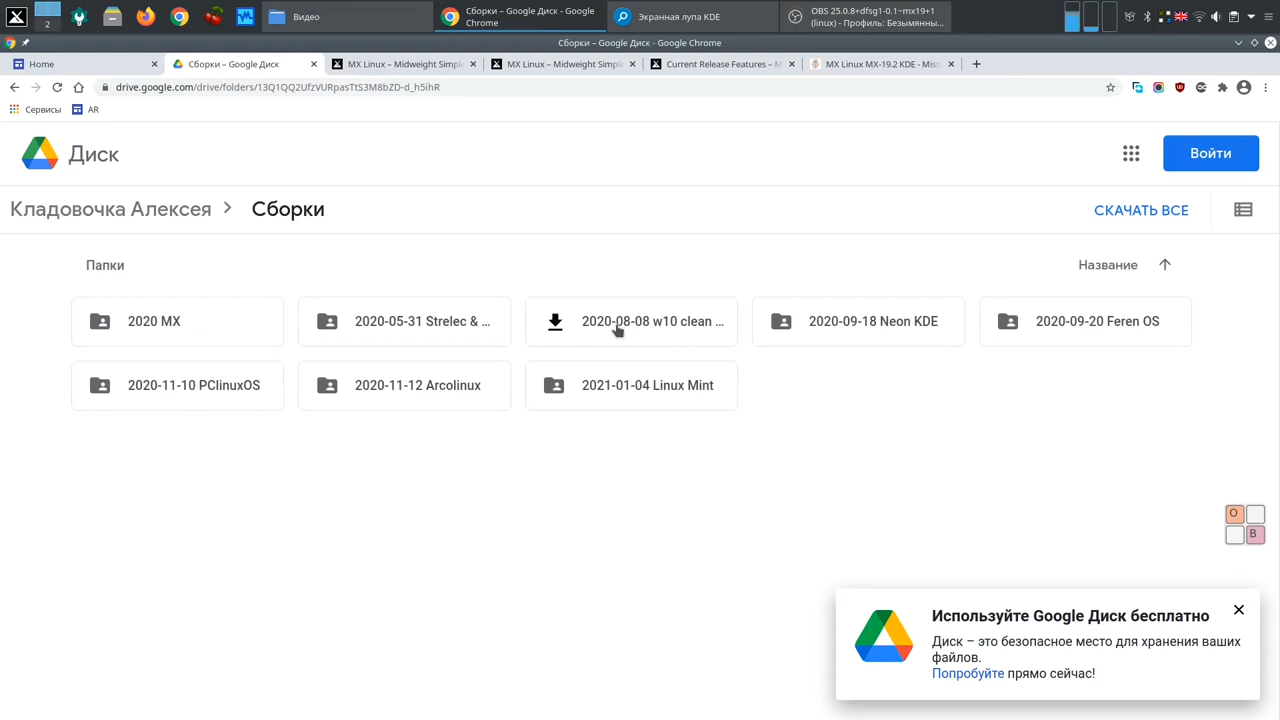 2
Видео
Сборки – Google Диск - Google Chrome
Экранная лупа KDE
OBS 25.0.8+dfsg1-0.1~mx19+1 (linux) - Профиль: Безымянны...
Сборки – Google Диск - Google Chrome
Home
Сборки – Google Диск
MX Linux – Midweight Simple
MX Linux – Midweight Simple
Current Release Features – M
MX Linux MX-19.2 KDE - Miss
drive.google.com/drive/folders/13Q1QQ2UfzVURpasTtS3M8bZD-d_h5ihR
Сервисы
AR
Диск
Войти
Кладовочка Алексея
Сборки
СКАЧАТЬ ВСЕ
Папки
Название
2020 MX
2020-05-31 Strelec & ...
2020-08-08 w10 clean ...
2020-09-18 Neon KDE
2020-09-20 Feren OS
2020-11-10 PClinuxOS
2020-11-12 Arcolinux
2021-01-04 Linux Mint
O
B
Используйте Google Диск бесплатно
Диск – это безопасное место для хранения ваших
файлов.
Попробуйте прямо сейчас!